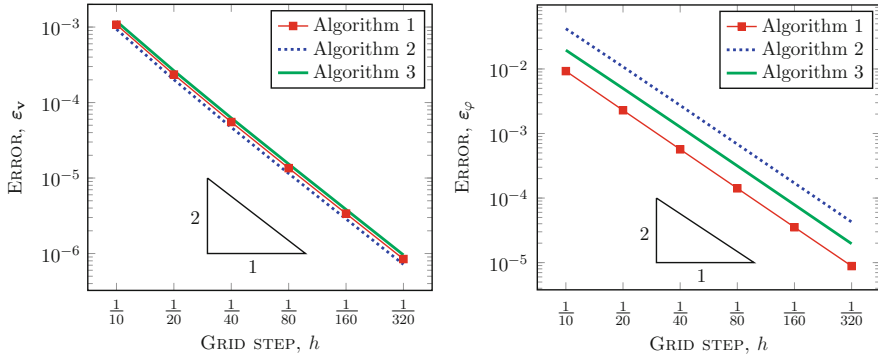 10^{-3}
10^{-4}
10^{-5}
10^{-6}
ERROR, ε_v
Algorithm 1
Algorithm 2
Algorithm 3
2
1
1/10
1/20
1/40
1/80
1/160
1/320
GRID STEP, h
10^{-2}
10^{-3}
10^{-4}
10^{-5}
ERROR, ε_φ
Algorithm 1
Algorithm 2
Algorithm 3
2
1
1/10
1/20
1/40
1/80
1/160
1/320
GRID STEP, h